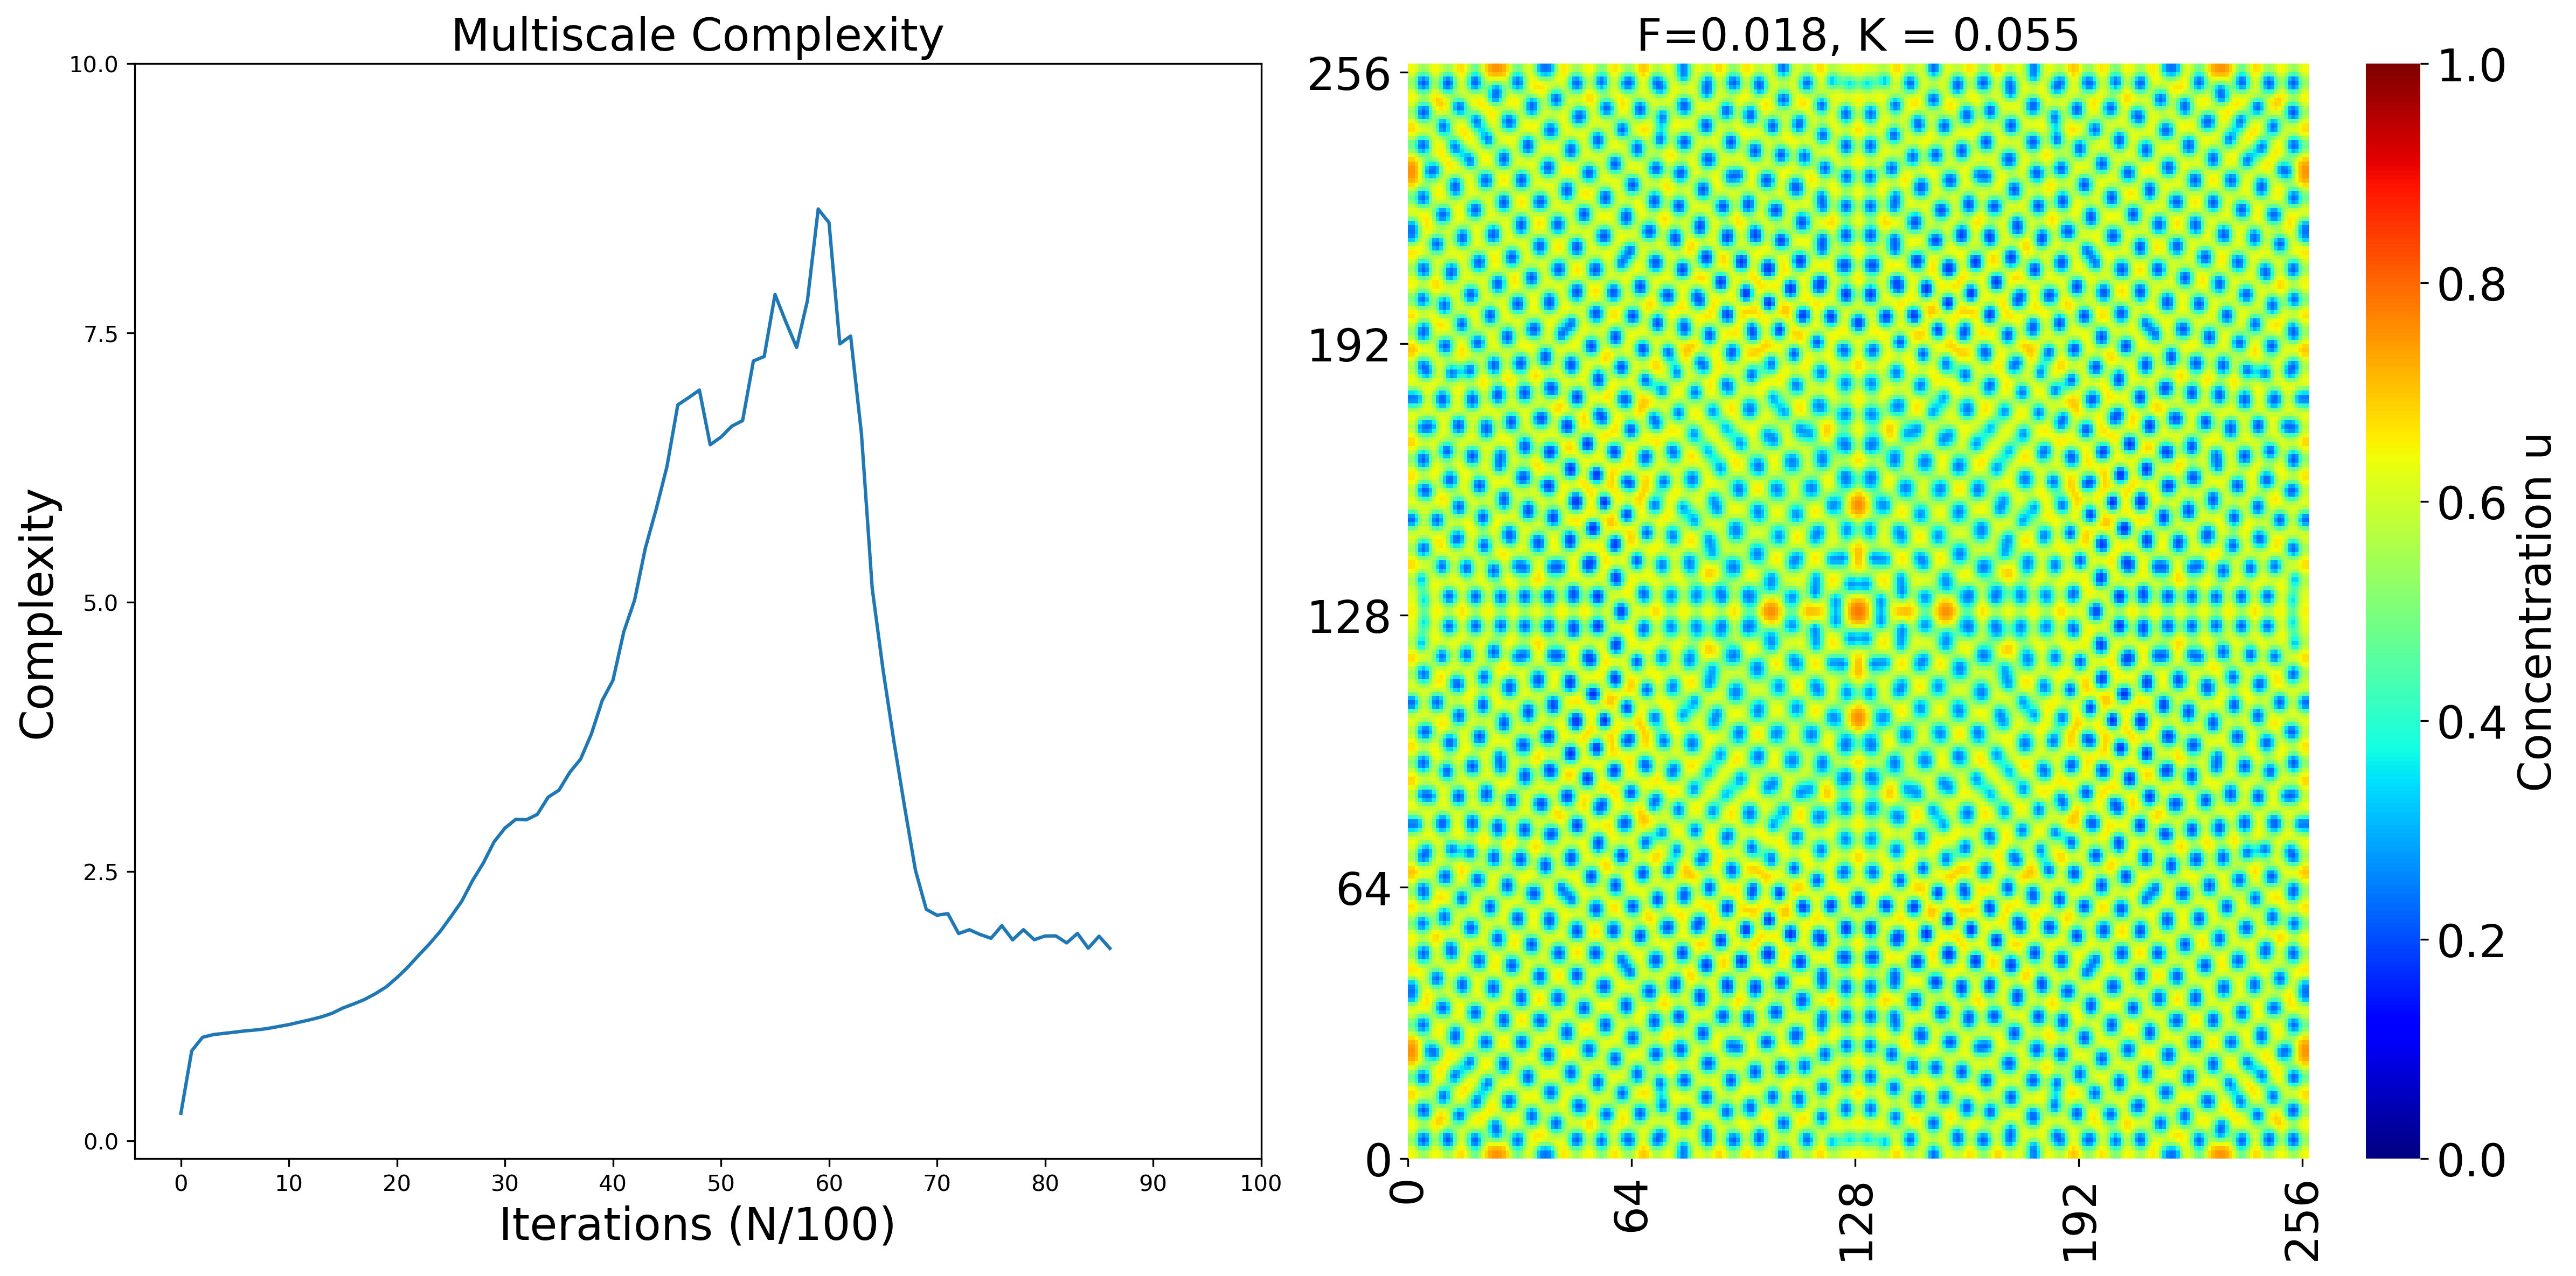 Multiscale Complexity
10.0
7.5
5.0
2.5
0.0
Complexity
0 10 20 30 40 50 60 70 80 90 100
Iterations (N/100)
F=0.018, K = 0.055
256
192
128
64
0
0 64 128 192 256
1.0
0.8
0.6
0.4
0.2
0.0
Concentration u